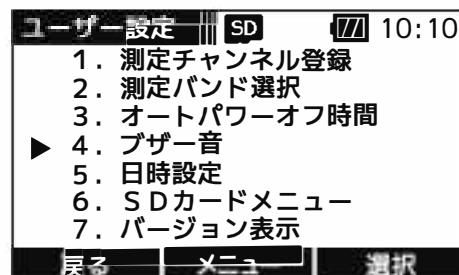 ユーザー設定 SD 10:10
1. 測定チャンネル登録
2. 測定バンド選択
3. オートパワーオフ時間
▶ 4. ブザー音
5. 日時設定
6. SDカードメニュー
7. バージョン表示
戻る メニュー 選択